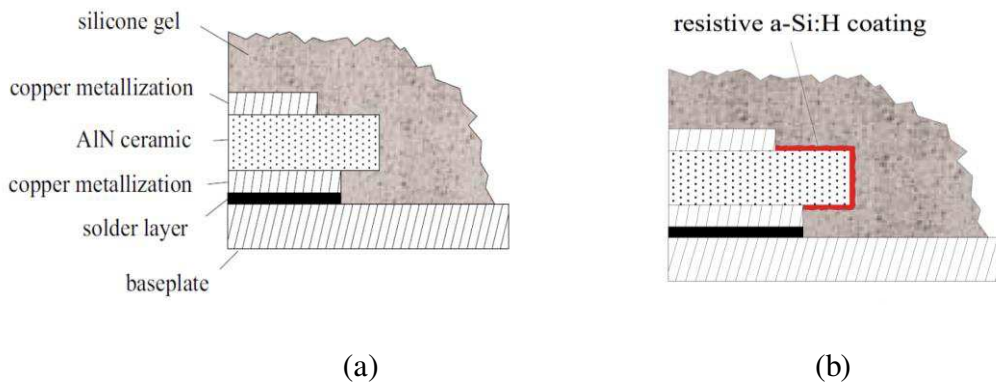 silicone gel
copper metallization
AlN ceramic
copper metallization
solder layer
baseplate
resistive a-Si:H coating
(a)
(b)